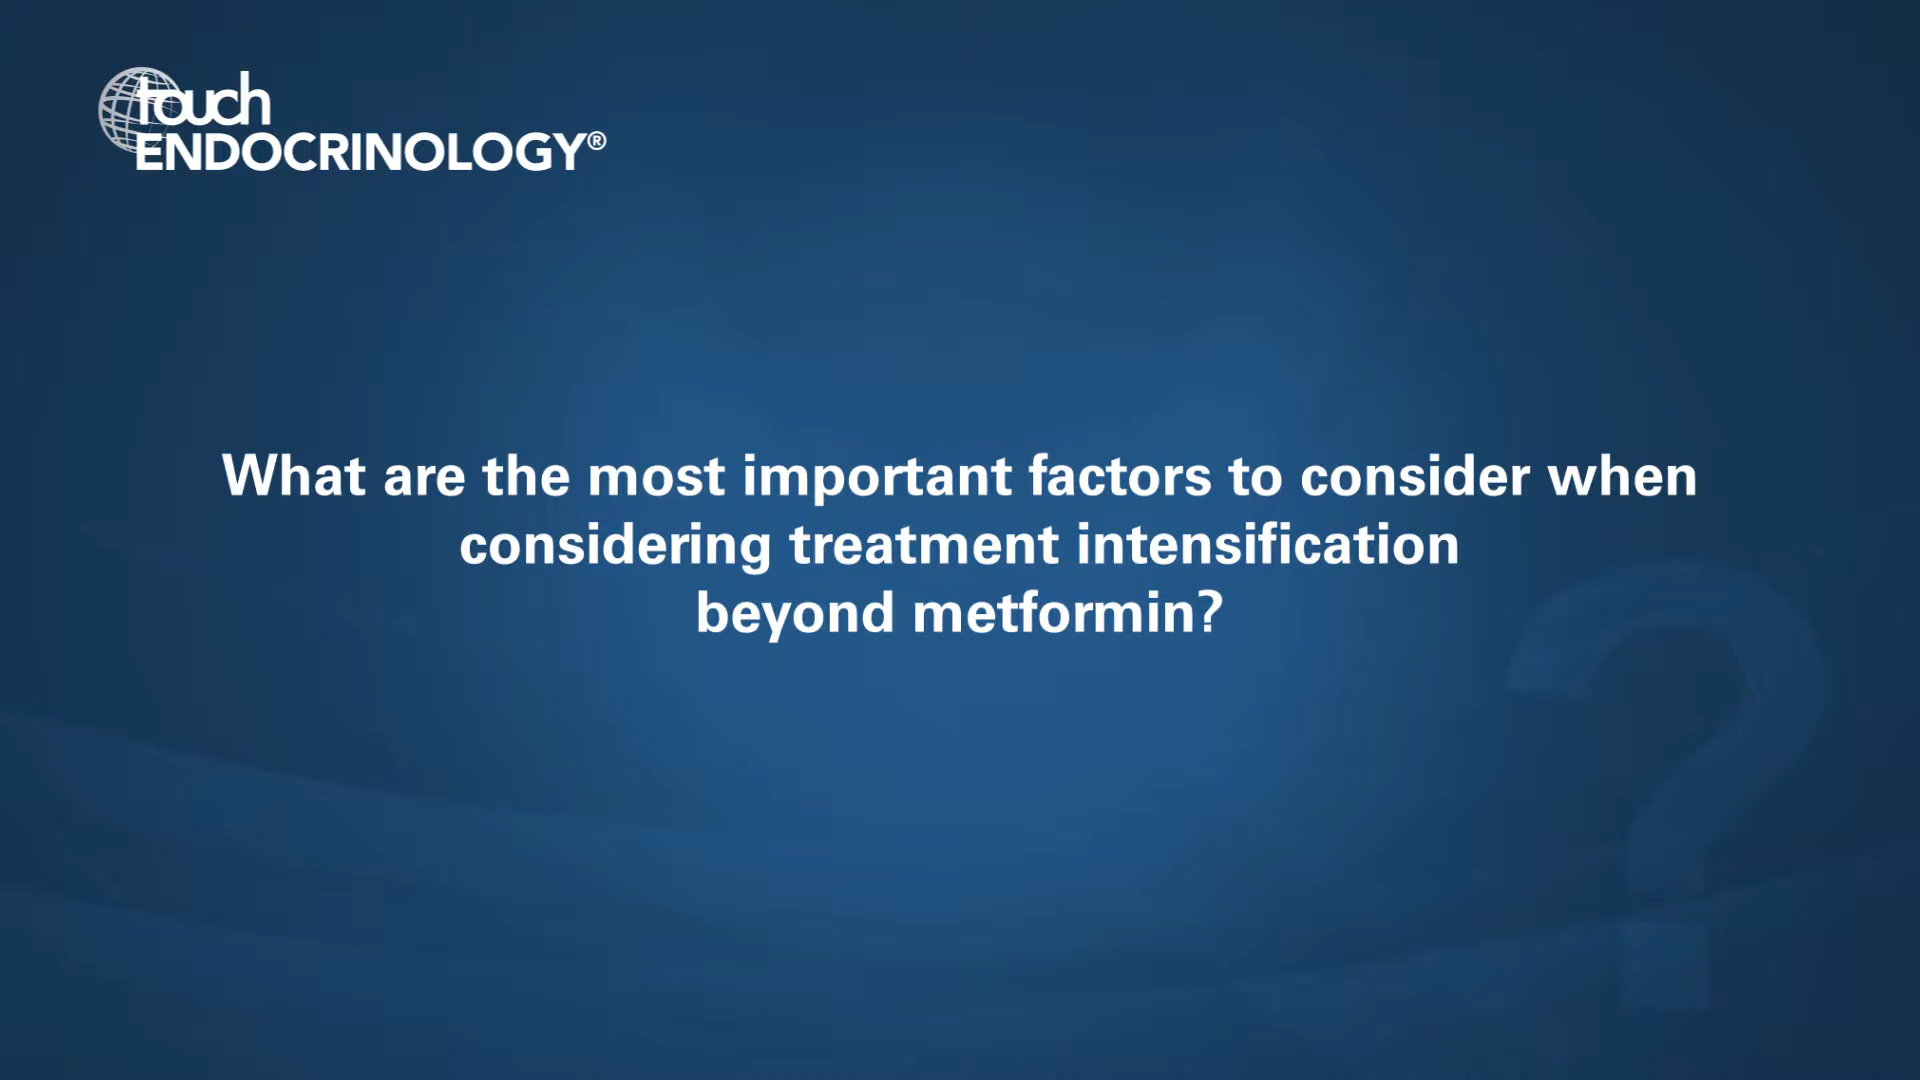 touch
ENDOCRINOLOGY®
What are the most important factors to consider when
considering treatment intensification
beyond metformin?